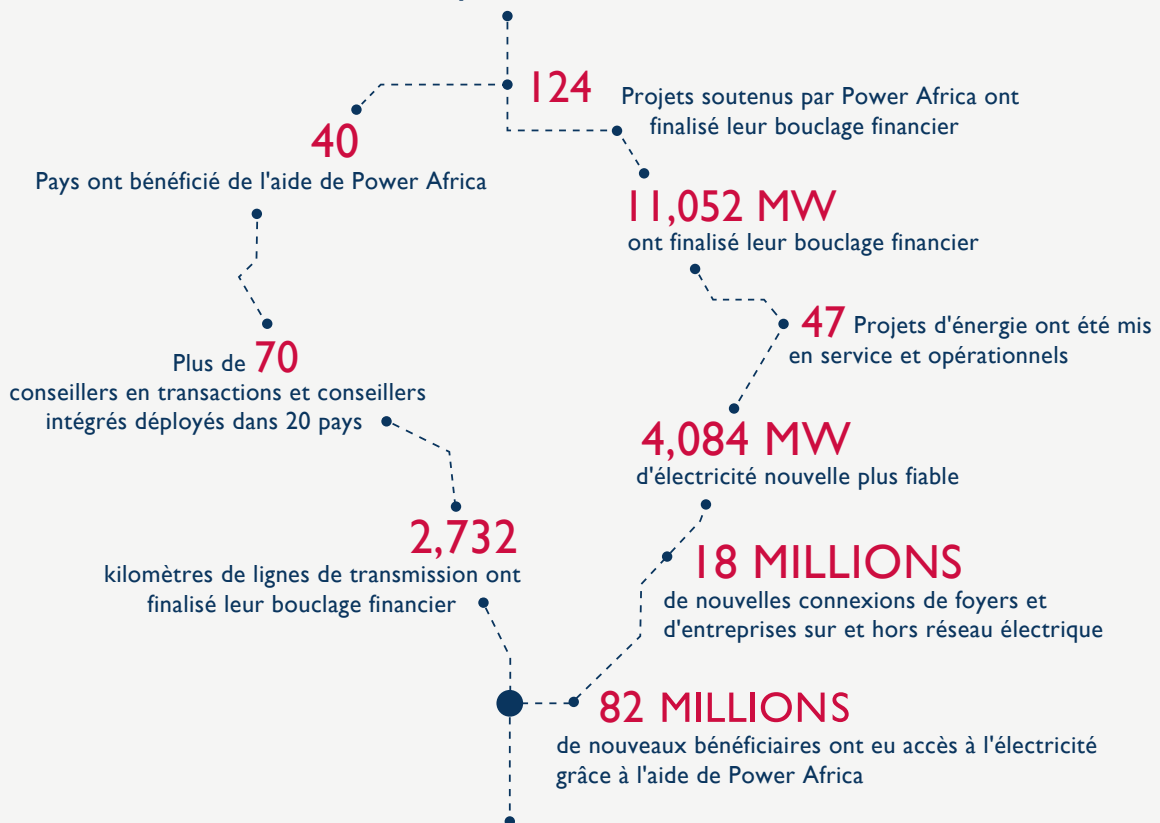 124 Projets soutenus par Power Africa ont
finalisé leur bouclage financier
40
Pays ont bénéficié de l'aide de Power Africa
11,052 MW
ont finalisé leur bouclage financier
47 Projets d'énergie ont été mis
en service et opérationnels
Plus de 70
conseillers en transactions et conseillers
intégrés déployés dans 20 pays
4,084 MW
d'électricité nouvelle plus fiable
2,732
kilomètres de lignes de transmission ont
finalisé leur bouclage financier
18 MILLIONS
de nouvelles connexions de foyers et
d'entreprises sur et hors réseau électrique
82 MILLIONS
de nouveaux bénéficiaires ont eu accès à l'électricité
grâce à l'aide de Power Africa